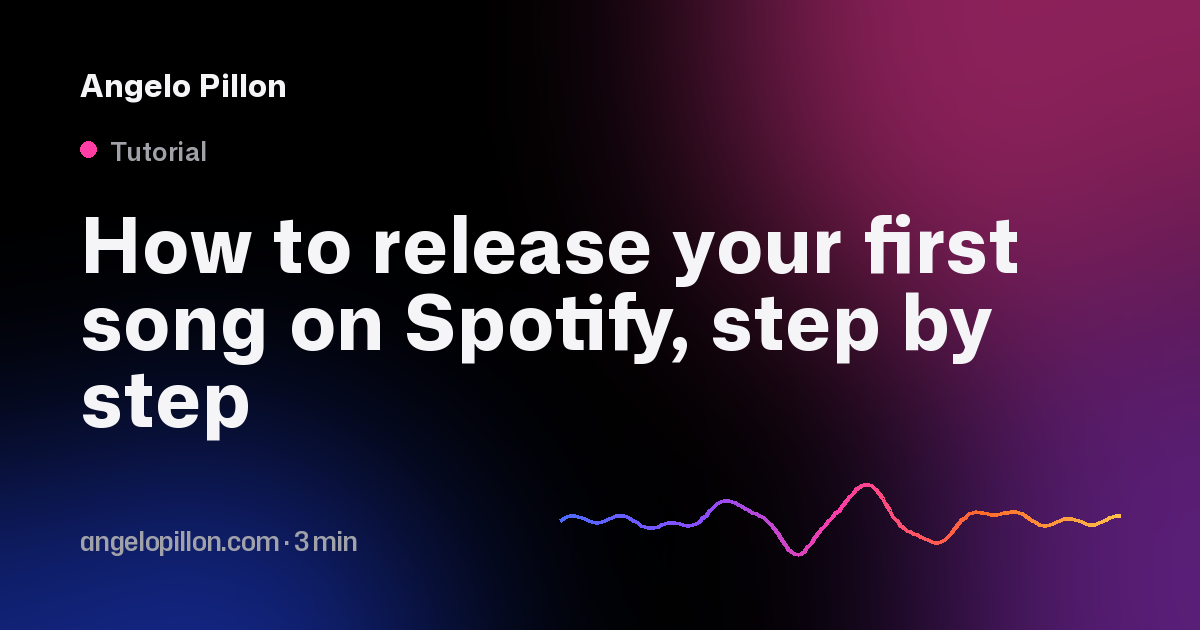 Angelo Pillon
Tutorial
How to release your first
song on Spotify, step by
step
angelopillon.com · 3 min